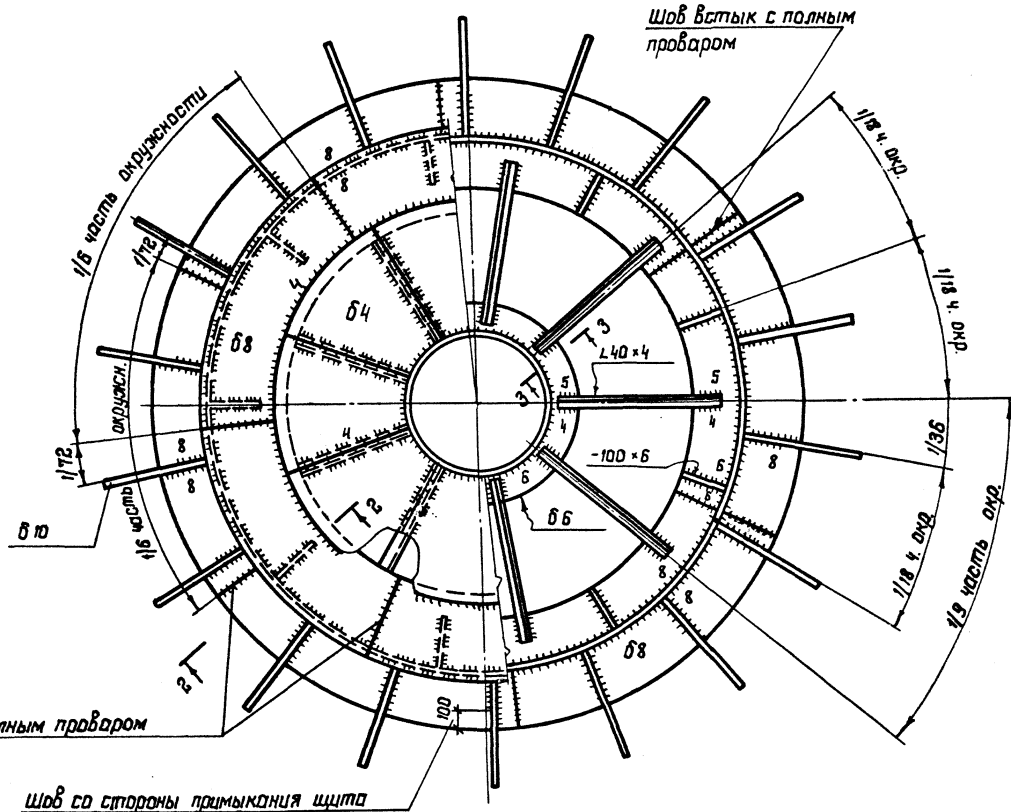 Шов встык с полным
проваром
1/6 часть окружности
1/18 ч. окр.
8
8
1/72
4
δ4
1/18 ч. окр.
δ8
3
∟40×4
окружн.
3
5
5
4
4
4
1/36
1/72
8
8
-100×6
6
8
8
6
δ6
2
δ10
1/6 часть
1/18 ч. окр.
1/9 часть окр.
8
8
δ8
2
100
лным проваром
Шов со стороны примыкания щита